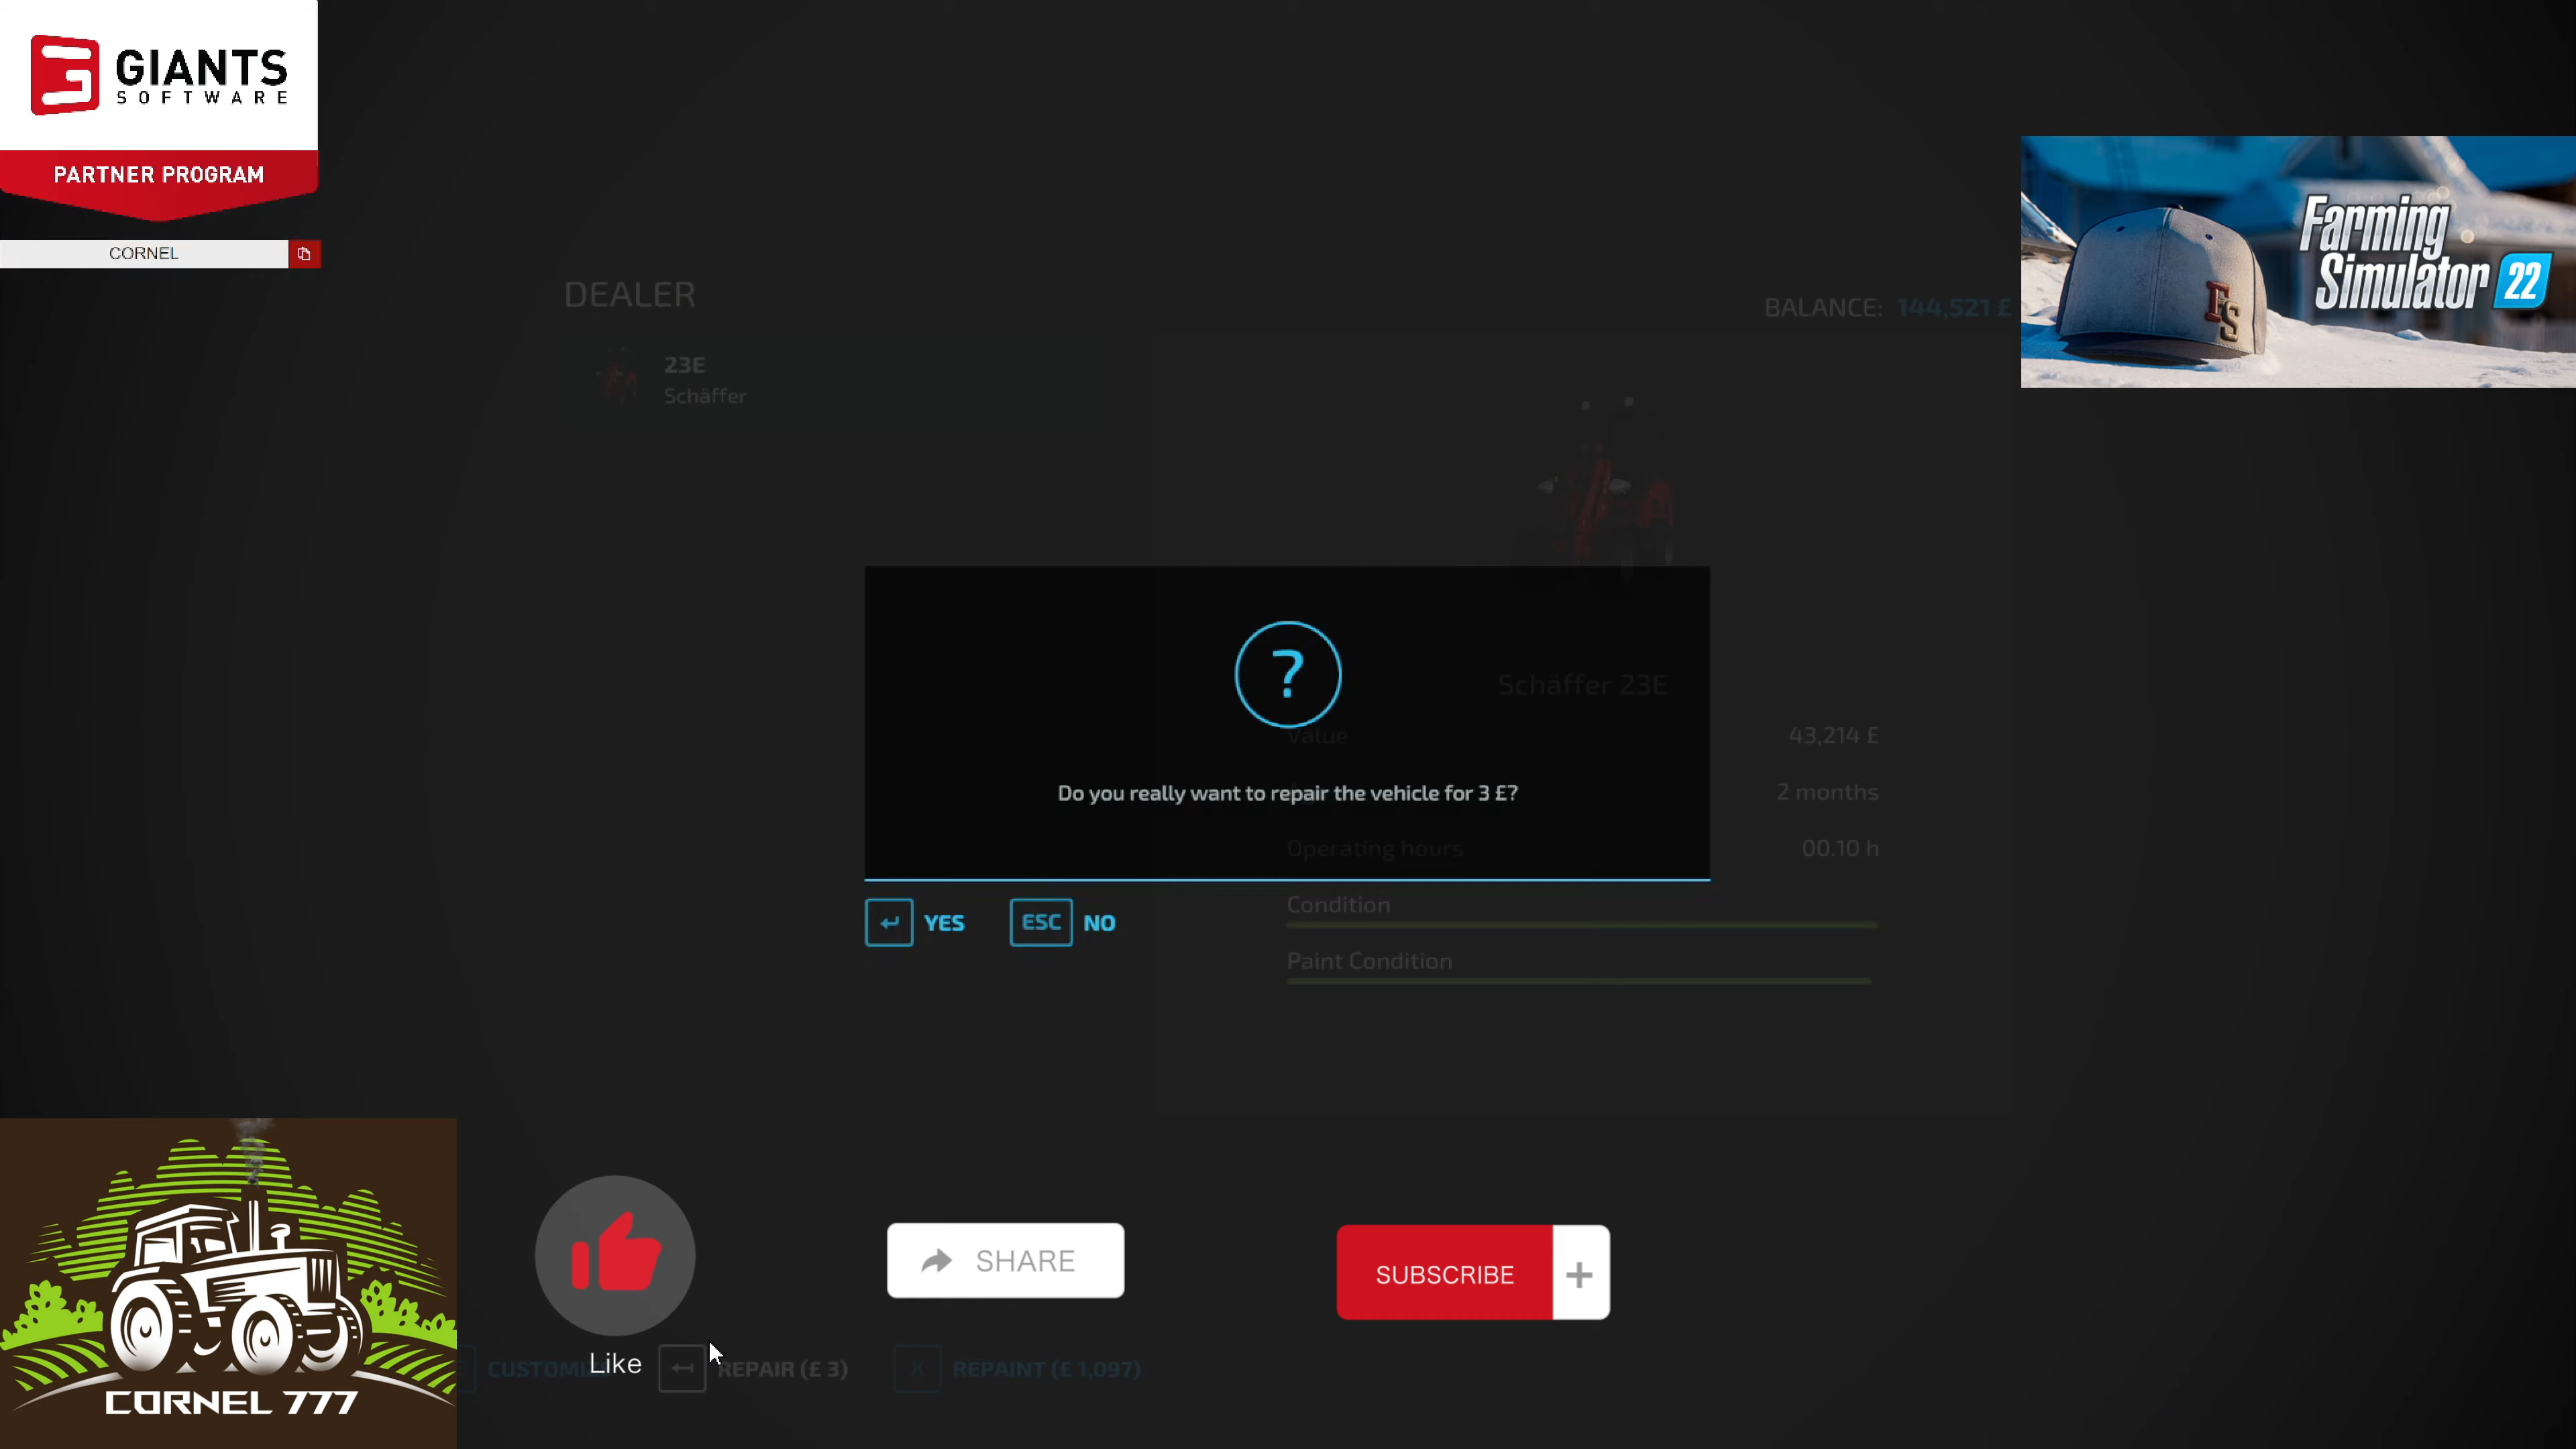 GIANTS
SOFTWARE
PARTNER PROGRAM
CORNEL
Farming
Simulator 22
FS
DEALER
BALANCE: 144,521 £
23E
Schäffer
?
Schäffer 23E
Value 43,214 £
Do you really want to repair the vehicle for 3 £?
2 months
Operating hours 00.10 h
Condition
YES ESC NO
Paint Condition
SHARE
SUBSCRIBE +
Like
REPAIR (£ 3) X REPAINT (£ 1,097)
CORNEL 777